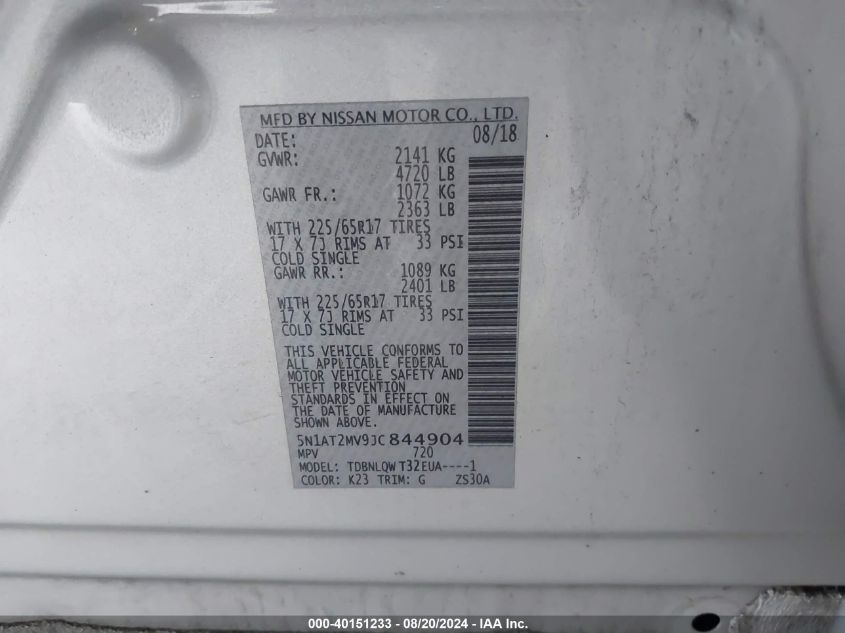 MFD BY NISSAN MOTOR CO., LTD.
DATE: 08/18
GVWR: 2141 KG
4720 LB
GAWR FR.: 1072 KG
2363 LB
WITH 225/65R17 TIRES
17 X 7J RIMS AT 33 PSI
COLD SINGLE
GAWR RR.: 1089 KG
2401 LB
WITH 225/65R17 TIRES
17 X 7J RIMS AT 33 PSI
COLD SINGLE
THIS VEHICLE CONFORMS TO
ALL APPLICABLE FEDERAL
MOTOR VEHICLE SAFETY AND
THEFT PREVENTION
STANDARDS IN EFFECT ON
THE DATE OF MANUFACTURE
SHOWN ABOVE.
5N1AT2MV9JC844904
MPV 720
MODEL: TDBNLQW T32EUA----1
COLOR: K23 TRIM: G ZS30A
000-40151233 - 08/20/2024 - IAA Inc.